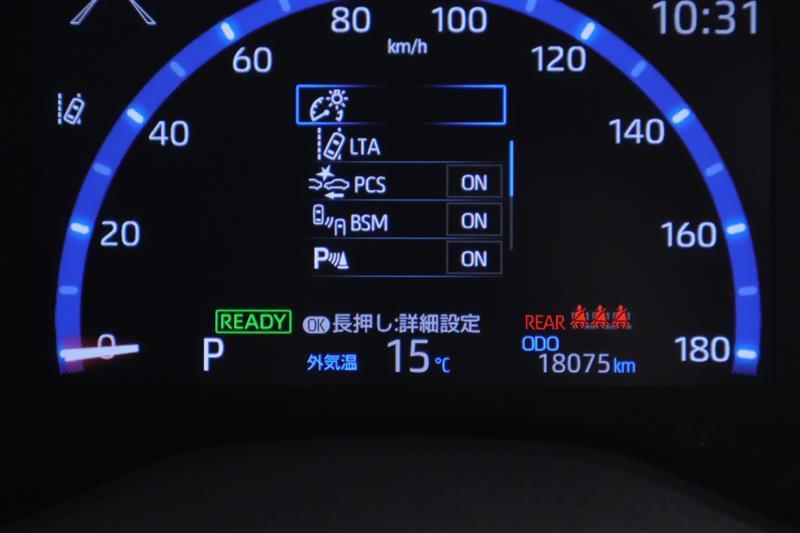 80 100 10:31
km/h
60 120
40 140
LTA
PCS ON
BSM ON
20 160
P ON
READY OK 長押し:詳細設定 REAR
0 P 外気温 15 ℃ ODO 180
18075 km